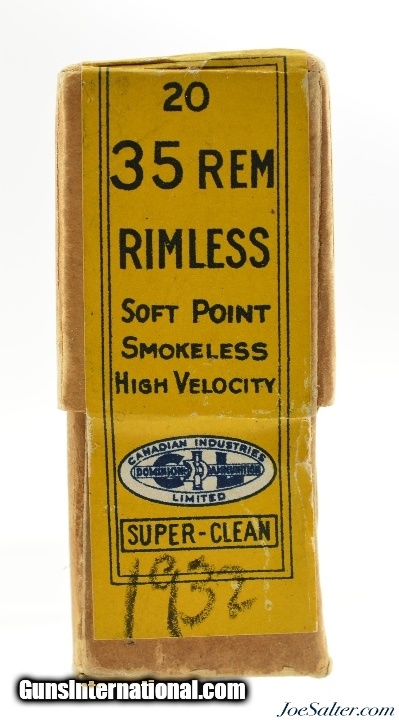 20
35 REM
RIMLESS
SOFT POINT
SMOKELESS
HIGH VELOCITY
CANADIAN INDUSTRIES
DOMINION AMMUNITION
CIL
LIMITED
SUPER-CLEAN
1932
GunsInternational.com
JoeSalter.com